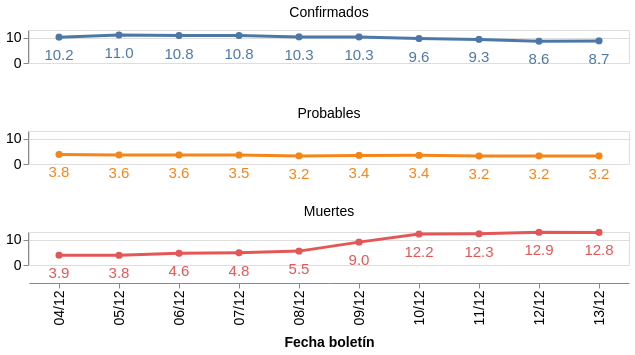 Confirmados
10
0
10.2 11.0 10.8 10.8 10.3 10.3 9.6 9.3 8.6 8.7
Probables
10
0
3.8 3.6 3.6 3.5 3.2 3.4 3.4 3.2 3.2 3.2
Muertes
10
0
3.9 3.8 4.6 4.8 5.5 9.0 12.2 12.3 12.9 12.8
04/12 05/12 06/12 07/12 08/12 09/12 10/12 11/12 12/12 13/12
Fecha boletín